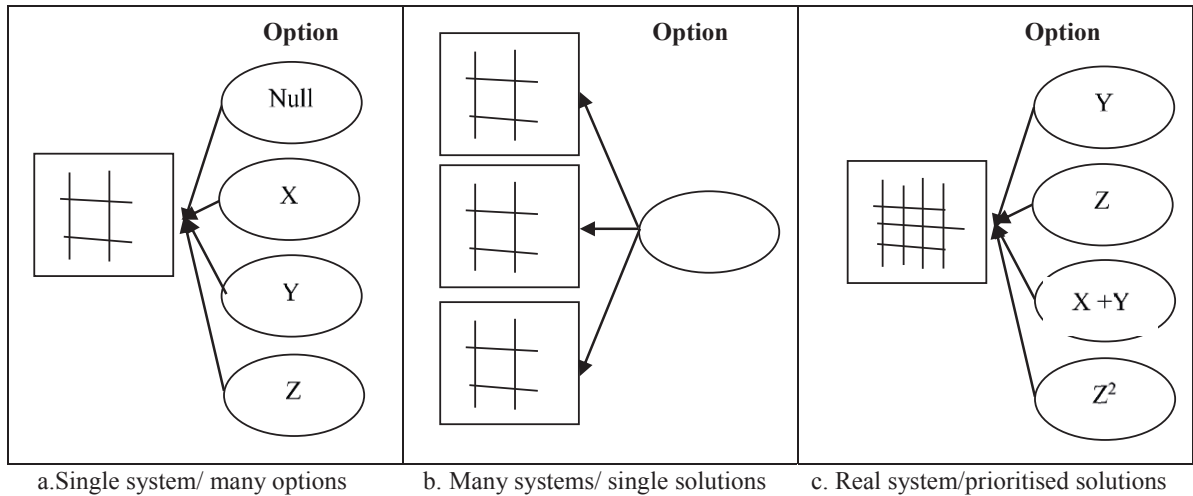 Option
Null
X
Y
Z
Option
Option
Y
Z
X +Y
Z²
a.Single system/ many options
b. Many systems/ single solutions
c. Real system/prioritised solutions